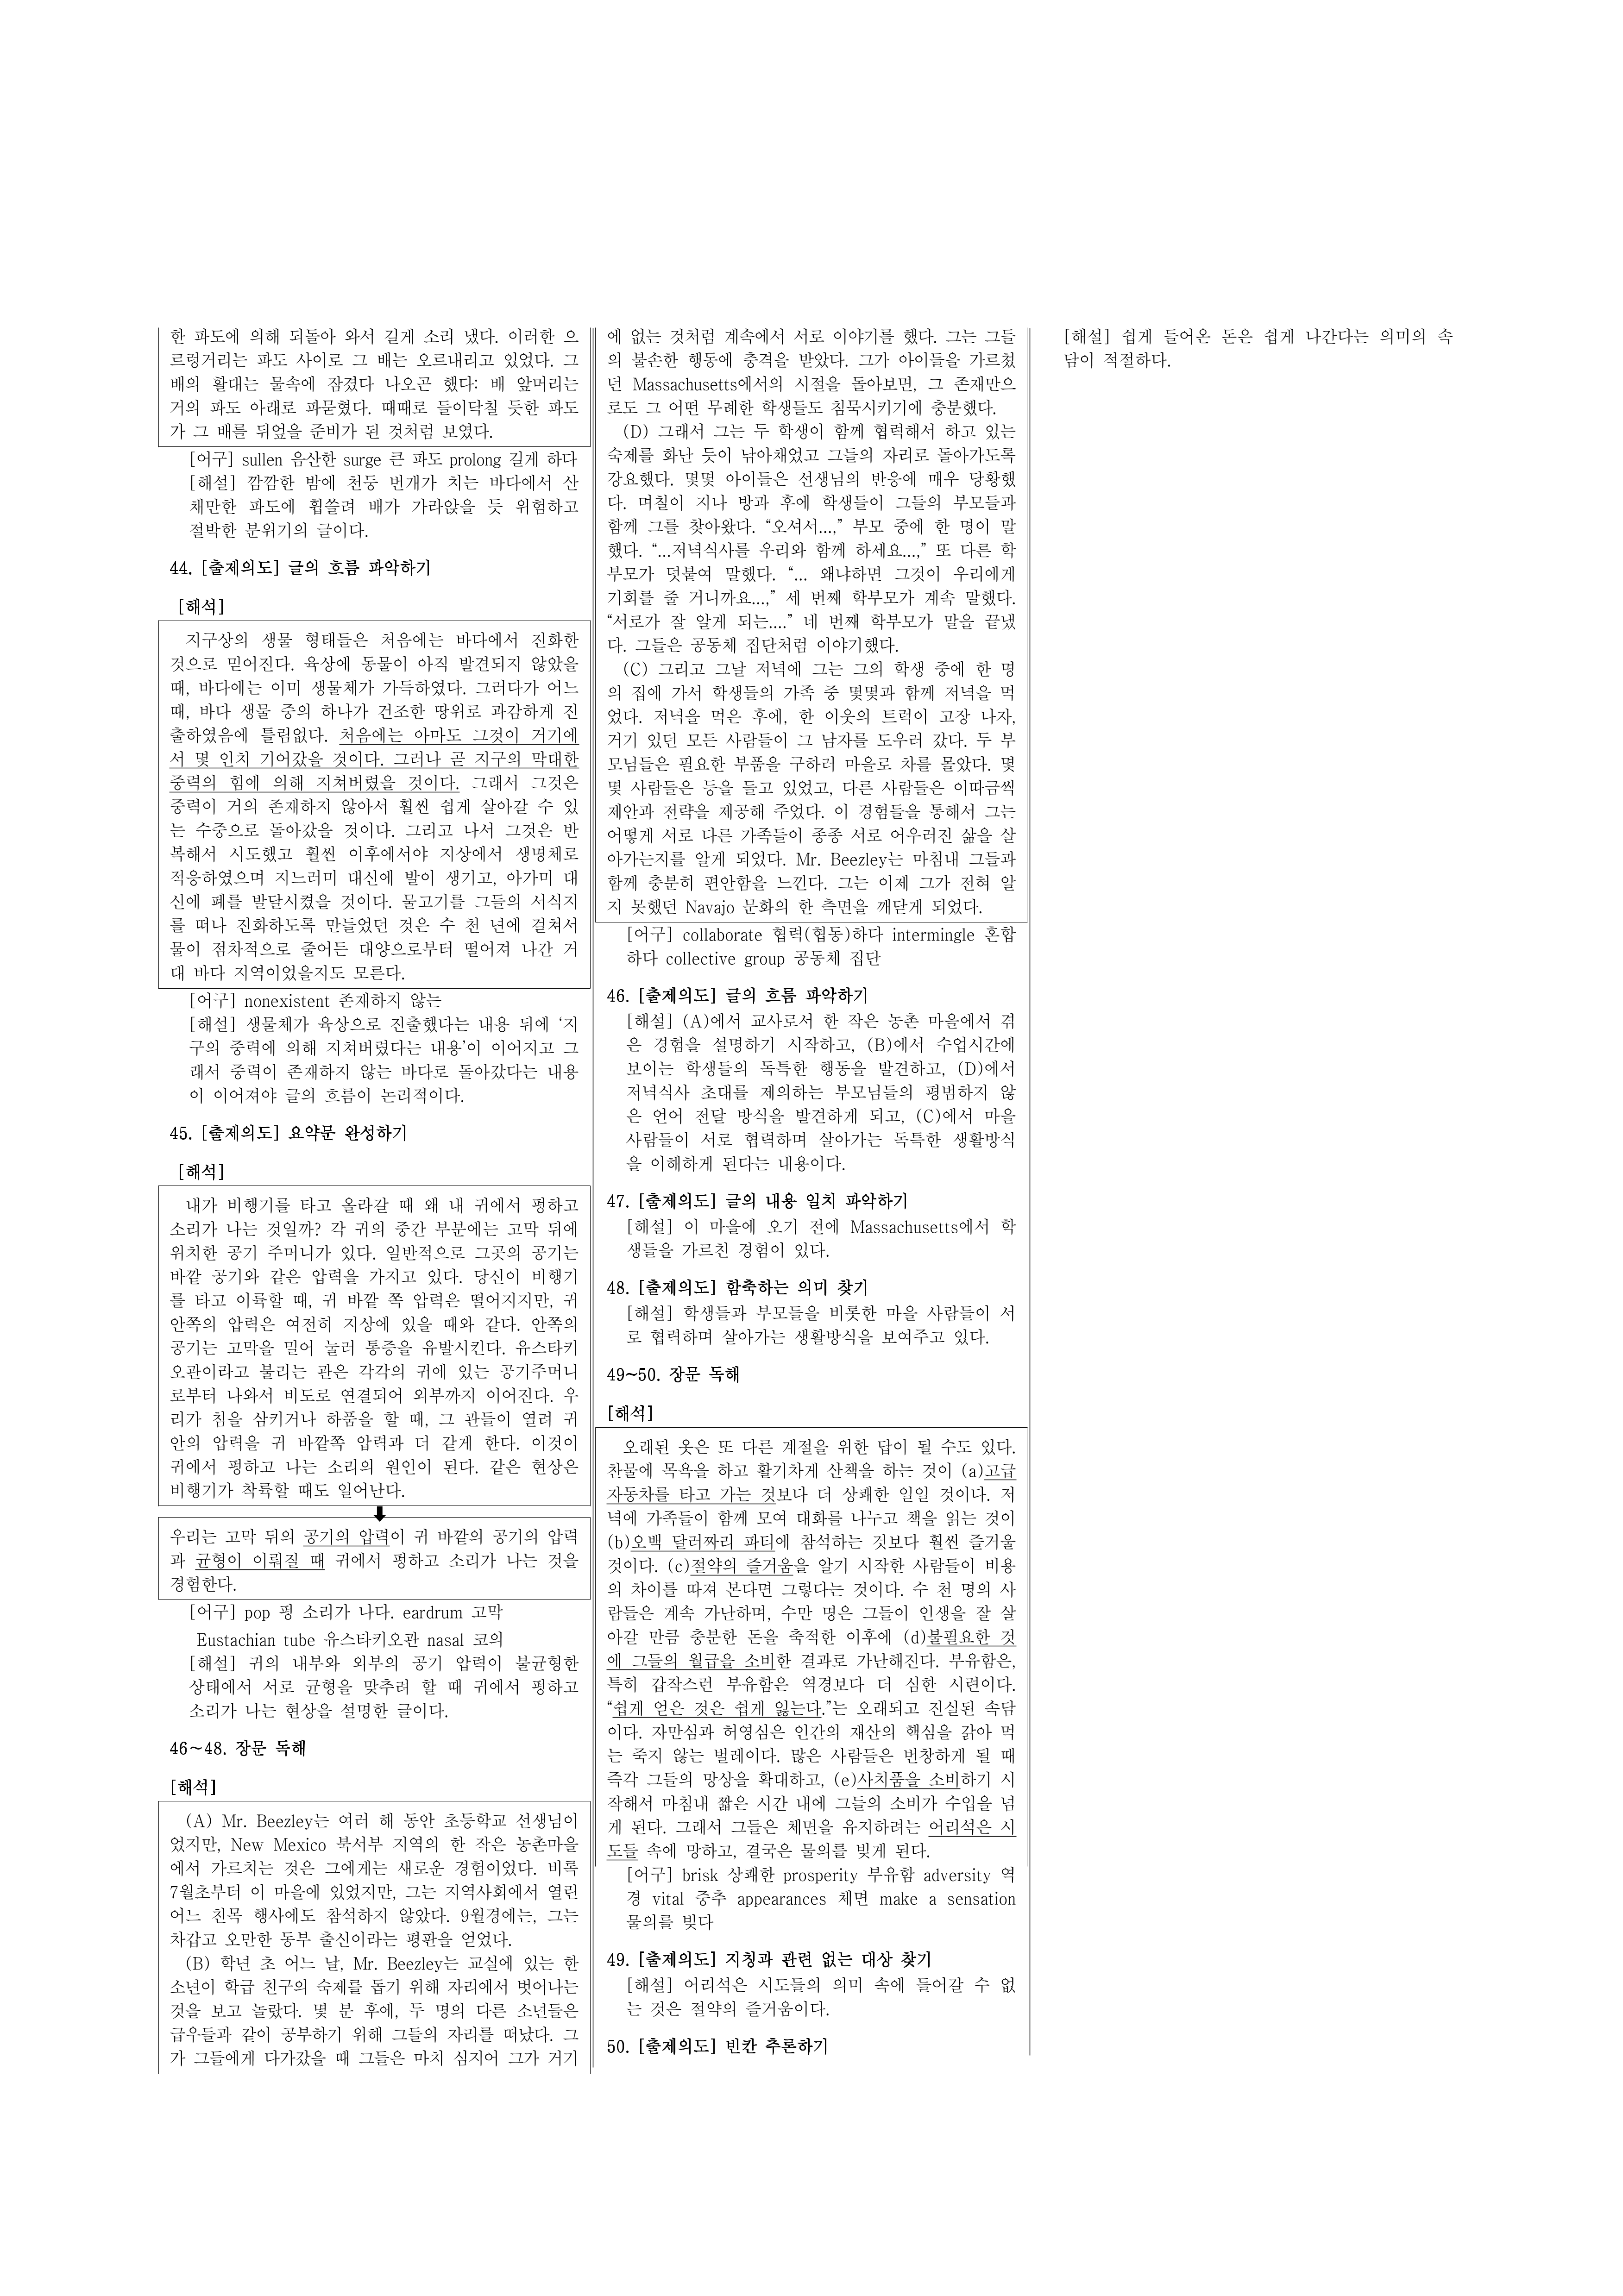 한 파도에 의해 되돌아 와서 길게 소리 냈다. 이러한 으
르렁거리는 파도 사이로 그 배는 오르내리고 있었다. 그
배의 활대는 물속에 잠겼다 나오곤 했다: 배 앞머리는
거의 파도 아래로 파묻혔다. 때때로 들이닥칠 듯한 파도
가 그 배를 뒤엎을 준비가 된 것처럼 보였다.
[어구] sullen 음산한 surge 큰 파도 prolong 길게 하다
[해설] 깜깜한 밤에 천둥 번개가 치는 바다에서 산
채만한 파도에 휩쓸려 배가 가라앉을 듯 위험하고
절박한 분위기의 글이다.
44. [출제의도] 글의 흐름 파악하기
[해석]
지구상의 생물 형태들은 처음에는 바다에서 진화한
것으로 믿어진다. 육상에 동물이 아직 발견되지 않았을
때, 바다에는 이미 생물체가 가득하였다. 그러다가 어느
때, 바다 생물 중의 하나가 건조한 땅위로 과감하게 진
출하였음에 틀림없다. 처음에는 아마도 그것이 거기에
서 몇 인치 기어갔을 것이다. 그러나 곧 지구의 막대한
중력의 힘에 의해 지쳐버렸을 것이다. 그래서 그것은
중력이 거의 존재하지 않아서 훨씬 쉽게 살아갈 수 있
는 수중으로 돌아갔을 것이다. 그리고 나서 그것은 반
복해서 시도했고 훨씬 이후에서야 지상에서 생명체로
적응하였으며 지느러미 대신에 발이 생기고, 아가미 대
신에 폐를 발달시켰을 것이다. 물고기를 그들의 서식지
를 떠나 진화하도록 만들었던 것은 수 천 년에 걸쳐서
물이 점차적으로 줄어든 대양으로부터 떨어져 나간 거
대 바다 지역이었을지도 모른다.
[어구] nonexistent 존재하지 않는
[해설] 생물체가 육상으로 진출했다는 내용 뒤에 ‘지
구의 중력에 의해 지쳐버렸다는 내용’이 이어지고 그
래서 중력이 존재하지 않는 바다로 돌아갔다는 내용
이 이어져야 글의 흐름이 논리적이다.
45. [출제의도] 요약문 완성하기
[해석]
내가 비행기를 타고 올라갈 때 왜 내 귀에서 펑하고
소리가 나는 것일까? 각 귀의 중간 부분에는 고막 뒤에
위치한 공기 주머니가 있다. 일반적으로 그곳의 공기는
바깥 공기와 같은 압력을 가지고 있다. 당신이 비행기
를 타고 이륙할 때, 귀 바깥 쪽 압력은 떨어지지만, 귀
안쪽의 압력은 여전히 지상에 있을 때와 같다. 안쪽의
공기는 고막을 밀어 눌러 통증을 유발시킨다. 유스타키
오관이라고 불리는 관은 각각의 귀에 있는 공기주머니
로부터 나와서 비도로 연결되어 외부까지 이어진다. 우
리가 침을 삼키거나 하품을 할 때, 그 관들이 열려 귀
안의 압력을 귀 바깥쪽 압력과 더 같게 한다. 이것이
귀에서 펑하고 나는 소리의 원인이 된다. 같은 현상은
비행기가 착륙할 때도 일어난다.
우리는 고막 뒤의 공기의 압력이 귀 바깥의 공기의 압력
과 균형이 이뤄질 때 귀에서 펑하고 소리가 나는 것을
경험한다.
[어구] pop 펑 소리가 나다. eardrum 고막
Eustachian tube 유스타키오관 nasal 코의
[해설] 귀의 내부와 외부의 공기 압력이 불균형한
상태에서 서로 균형을 맞추려 할 때 귀에서 펑하고
소리가 나는 현상을 설명한 글이다.
46~48. 장문 독해
[해석]
(A) Mr. Beezley는 여러 해 동안 초등학교 선생님이
었지만, New Mexico 북서부 지역의 한 작은 농촌마을
에서 가르치는 것은 그에게는 새로운 경험이었다. 비록
7월초부터 이 마을에 있었지만, 그는 지역사회에서 열린
어느 친목 행사에도 참석하지 않았다. 9월경에는, 그는
차갑고 오만한 동부 출신이라는 평판을 얻었다.
(B) 학년 초 어느 날, Mr. Beezley는 교실에 있는 한
소년이 학급 친구의 숙제를 돕기 위해 자리에서 벗어나는
것을 보고 놀랐다. 몇 분 후에, 두 명의 다른 소년들은
급우들과 같이 공부하기 위해 그들의 자리를 떠났다. 그
가 그들에게 다가갔을 때 그들은 마치 심지어 그가 거기
에 없는 것처럼 계속에서 서로 이야기를 했다. 그는 그들
의 불손한 행동에 충격을 받았다. 그가 아이들을 가르쳤
던 Massachusetts에서의 시절을 돌아보면, 그 존재만으
로도 그 어떤 무례한 학생들도 침묵시키기에 충분했다.
(D) 그래서 그는 두 학생이 함께 협력해서 하고 있는
숙제를 화난 듯이 낚아채었고 그들의 자리로 돌아가도록
강요했다. 몇몇 아이들은 선생님의 반응에 매우 당황했
다. 며칠이 지나 방과 후에 학생들이 그들의 부모들과
함께 그를 찾아왔다. “오셔서...,” 부모 중에 한 명이 말
했다. “...저녁식사를 우리와 함께 하세요...,” 또 다른 학
부모가 덧붙여 말했다. “... 왜냐하면 그것이 우리에게
기회를 줄 거니까요...,” 세 번째 학부모가 계속 말했다.
“서로가 잘 알게 되는....” 네 번째 학부모가 말을 끝냈
다. 그들은 공동체 집단처럼 이야기했다.
(C) 그리고 그날 저녁에 그는 그의 학생 중에 한 명
의 집에 가서 학생들의 가족 중 몇몇과 함께 저녁을 먹
었다. 저녁을 먹은 후에, 한 이웃의 트럭이 고장 나자,
거기 있던 모든 사람들이 그 남자를 도우러 갔다. 두 부
모님들은 필요한 부품을 구하러 마을로 차를 몰았다. 몇
몇 사람들은 등을 들고 있었고, 다른 사람들은 이따금씩
제안과 전략을 제공해 주었다. 이 경험들을 통해서 그는
어떻게 서로 다른 가족들이 종종 서로 어우러진 삶을 살
아가는지를 알게 되었다. Mr. Beezley는 마침내 그들과
함께 충분히 편안함을 느낀다. 그는 이제 그가 전혀 알
지 못했던 Navajo 문화의 한 측면을 깨닫게 되었다.
[어구] collaborate 협력(협동)하다 intermingle 혼합
하다 collective group 공동체 집단
46. [출제의도] 글의 흐름 파악하기
[해설] (A)에서 교사로서 한 작은 농촌 마을에서 겪
은 경험을 설명하기 시작하고, (B)에서 수업시간에
보이는 학생들의 독특한 행동을 발견하고, (D)에서
저녁식사 초대를 제의하는 부모님들의 평범하지 않
은 언어 전달 방식을 발견하게 되고, (C)에서 마을
사람들이 서로 협력하며 살아가는 독특한 생활방식
을 이해하게 된다는 내용이다.
47. [출제의도] 글의 내용 일치 파악하기
[해설] 이 마을에 오기 전에 Massachusetts에서 학
생들을 가르친 경험이 있다.
48. [출제의도] 함축하는 의미 찾기
[해설] 학생들과 부모들을 비롯한 마을 사람들이 서
로 협력하며 살아가는 생활방식을 보여주고 있다.
49~50. 장문 독해
[해석]
오래된 옷은 또 다른 계절을 위한 답이 될 수도 있다.
찬물에 목욕을 하고 활기차게 산책을 하는 것이 (a)고급
자동차를 타고 가는 것보다 더 상쾌한 일일 것이다. 저
녁에 가족들이 함께 모여 대화를 나누고 책을 읽는 것이
(b)오백 달러짜리 파티에 참석하는 것보다 훨씬 즐거울
것이다. (c)절약의 즐거움을 알기 시작한 사람들이 비용
의 차이를 따져 본다면 그렇다는 것이다. 수 천 명의 사
람들은 계속 가난하며, 수만 명은 그들이 인생을 잘 살
아갈 만큼 충분한 돈을 축적한 이후에 (d)불필요한 것
에 그들의 월급을 소비한 결과로 가난해진다. 부유함은,
특히 갑작스런 부유함은 역경보다 더 심한 시련이다.
“쉽게 얻은 것은 쉽게 잃는다.”는 오래되고 진실된 속담
이다. 자만심과 허영심은 인간의 재산의 핵심을 갉아 먹
는 죽지 않는 벌레이다. 많은 사람들은 번창하게 될 때
즉각 그들의 망상을 확대하고, (e)사치품을 소비하기 시
작해서 마침내 짧은 시간 내에 그들의 소비가 수입을 넘
게 된다. 그래서 그들은 체면을 유지하려는 어리석은 시
도들 속에 망하고, 결국은 물의를 빚게 된다.
[어구] brisk 상쾌한 prosperity 부유함 adversity 역
경 vital 중추 appearances 체면 make a sensation
물의를 빚다
49. [출제의도] 지칭과 관련 없는 대상 찾기
[해설] 어리석은 시도들의 의미 속에 들어갈 수 없
는 것은 절약의 즐거움이다.
50. [출제의도] 빈칸 추론하기
[해설] 쉽게 들어온 돈은 쉽게 나간다는 의미의 속
담이 적절하다.